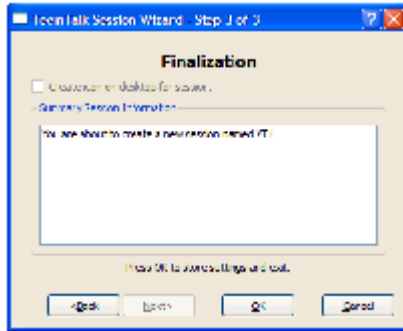 TeemTalk Session Wizard - Step 3 of 3
Finalization
Create icon on desktop for session.
Summary Session Information
You are about to create a new session named
Press OK to store settings and exit.
<Back
Next>
OK
Cancel